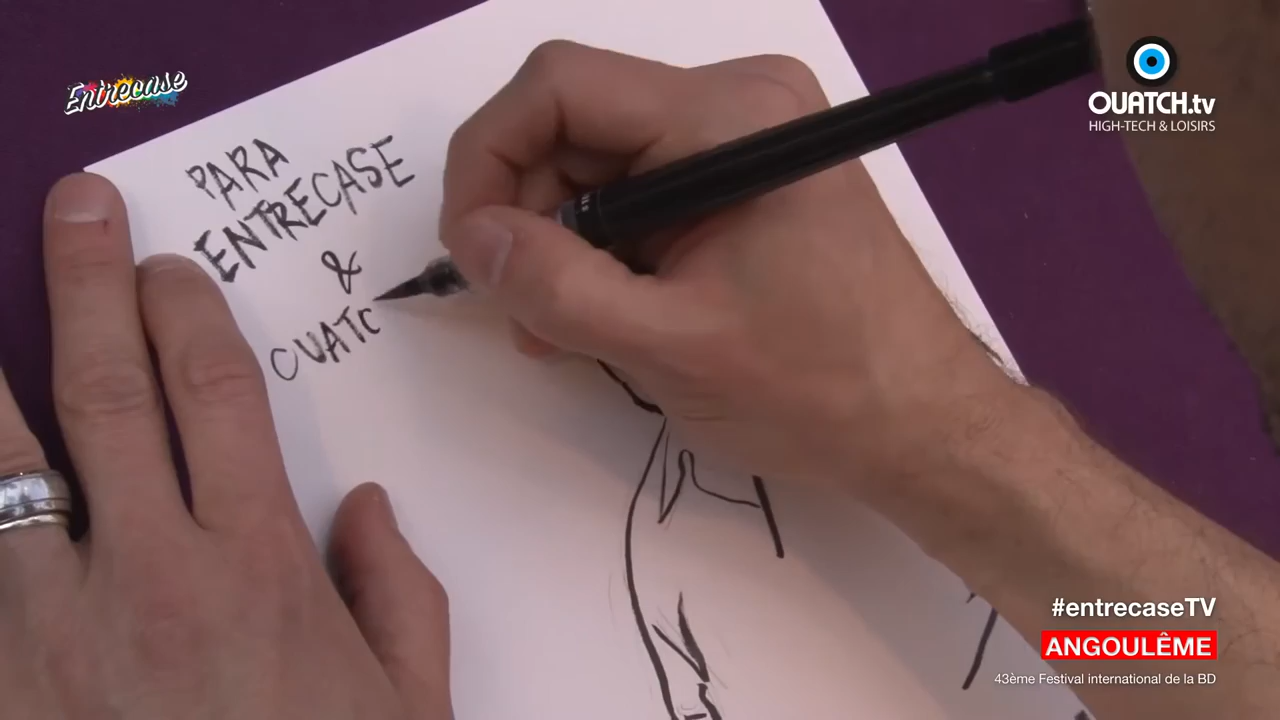 Entrecase
OUATCH.tv
HIGH-TECH & LOISIRS
PARA
ENTRECASE
&
OUATC
#entrecaseTV
ANGOULÊME
43ème Festival international de la BD